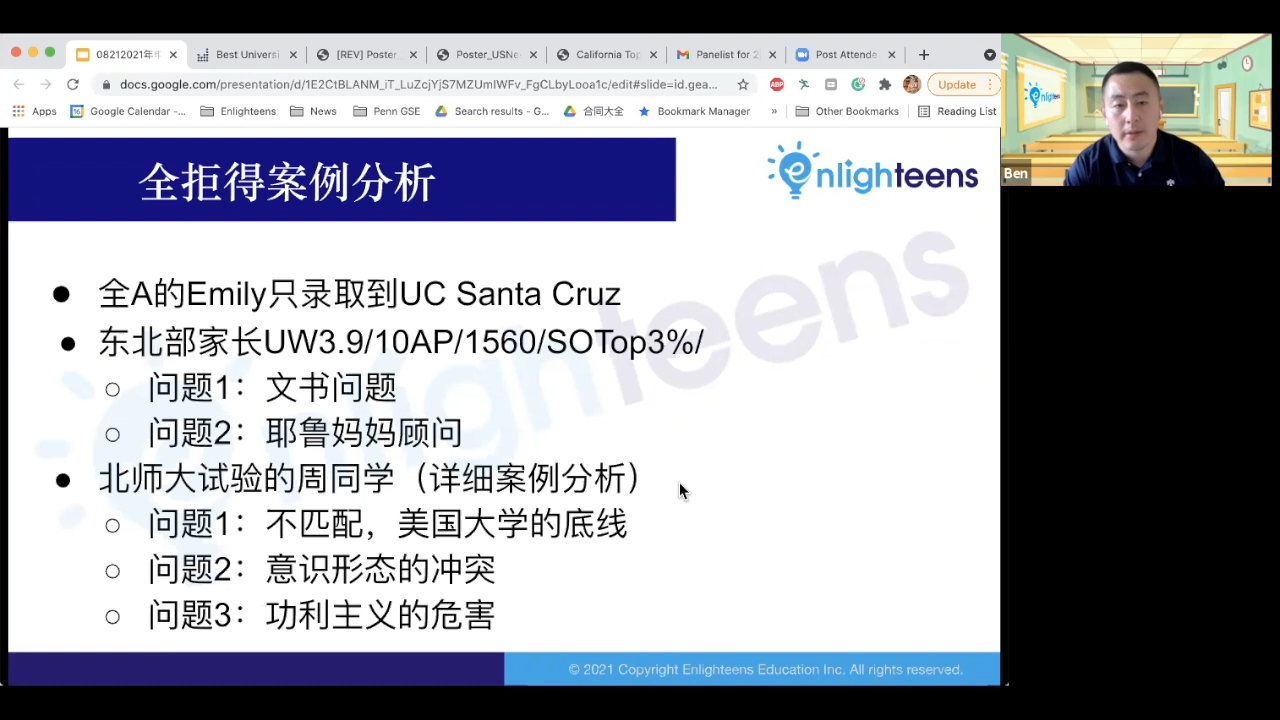 08212021年
Best Universi
[REV] Poster
Poster_USNe
California Top
Panelist for 2
Post Attende
docs.google.com/presentation/d/1E2CtBLANM_iT_LuZcjYjSTMZUmIWFv_FgCLbyLooa1c/edit#slide=id.gea...
ABP
Update
Apps
Google Calendar -...
Enlighteens
News
Penn GSE
Search results - G...
合同大全
Bookmark Manager
»
Other Bookmarks
Reading List
enlighteens
Ben
全拒得案例分析
enlighteens
● 全A的Emily只录取到UC Santa Cruz
● 东北部家长UW3.9/10AP/1560/SOTop3%/
○ 问题1：文书问题
○ 问题2：耶鲁妈妈顾问
● 北师大试验的周同学（详细案例分析）
○ 问题1：不匹配，美国大学的底线
○ 问题2：意识形态的冲突
○ 问题3：功利主义的危害
enlighteens
© 2021 Copyright Enlighteens Education Inc. All rights reserved.